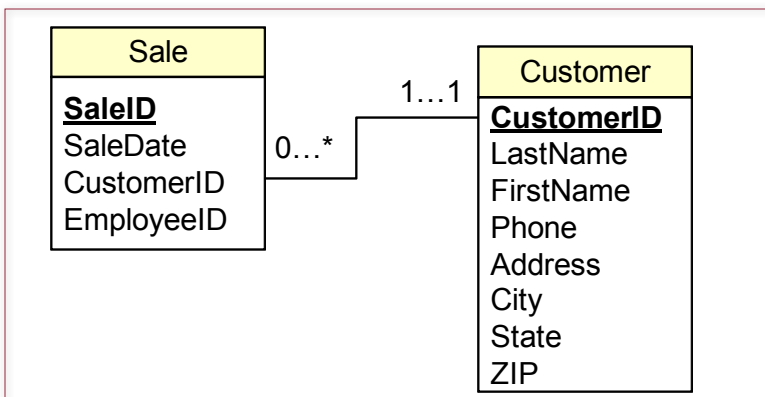 Sale
SaleID
SaleDate
CustomerID
EmployeeID
0…*
1…1
Customer
CustomerID
LastName
FirstName
Phone
Address
City
State
ZIP